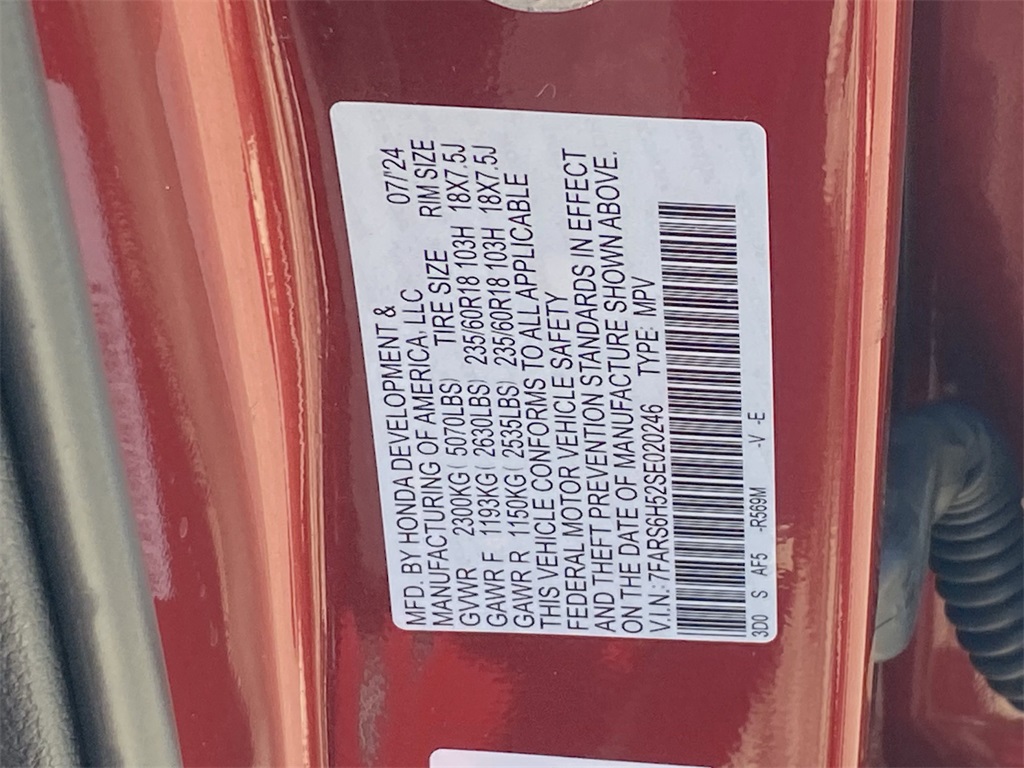 MFD. BY HONDA DEVELOPMENT &
MANUFACTURING OF AMERICA, LLC 07/'24
GVWR 2300KG( 5070LBS) TIRE SIZE RIM SIZE
GAWR F 1193KG( 2630LBS) 235/60R18 103H 18X7.5J
GAWR R 1150KG( 2535LBS) 235/60R18 103H 18X7.5J
THIS VEHICLE CONFORMS TO ALL APPLICABLE
FEDERAL MOTOR VEHICLE SAFETY
AND THEFT PREVENTION STANDARDS IN EFFECT
ON THE DATE OF MANUFACTURE SHOWN ABOVE.
V.I.N.: 7FARS6H52SE020246 TYPE: MPV
3D0 S AF5 -R569M -V -E